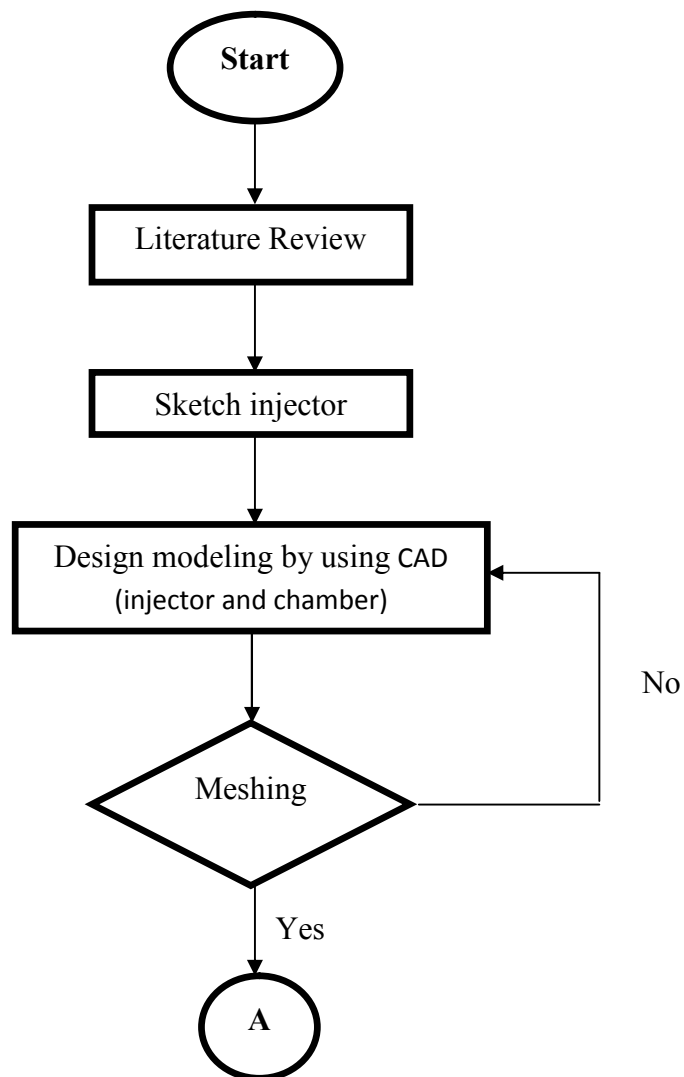 Start
Literature Review
Sketch injector
Design modeling by using CAD
(injector and chamber)
No
Meshing
Yes
A